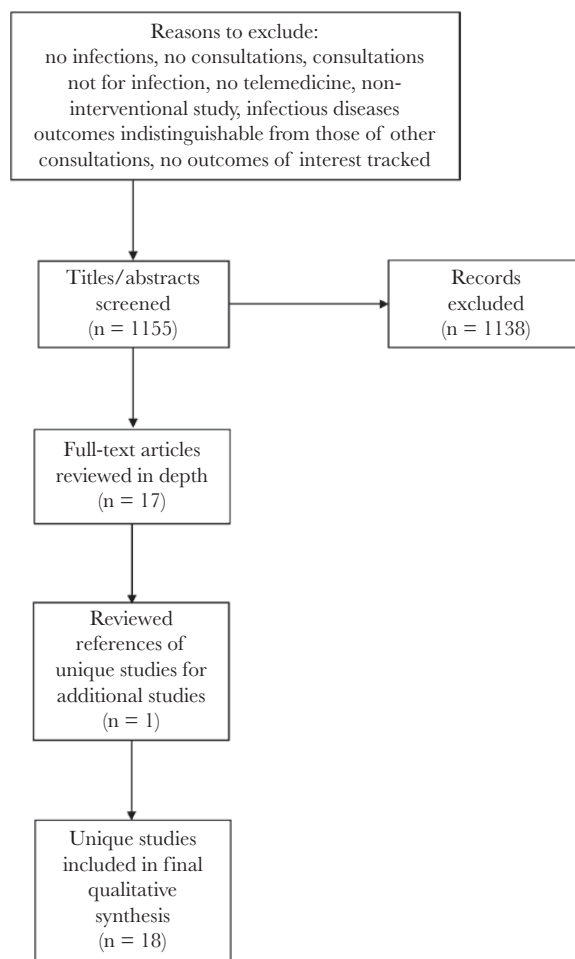 Reasons to exclude:
no infections, no consultations, consultations
not for infection, no telemedicine, non-
interventional study, infectious diseases
outcomes indistinguishable from those of other
consultations, no outcomes of interest tracked
Titles/abstracts
screened
(n = 1155)
Records
excluded
(n = 1138)
Full-text articles
reviewed in depth
(n = 17)
Reviewed
references of
unique studies for
additional studies
(n = 1)
Unique studies
included in final
qualitative
synthesis
(n = 18)